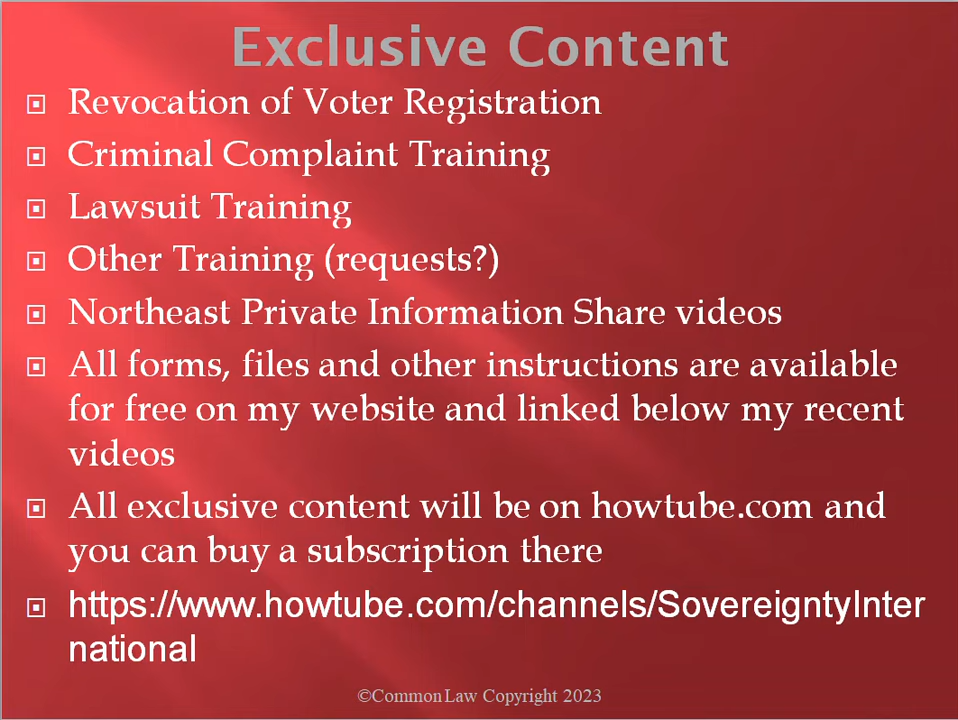 Exclusive Content
Revocation of Voter Registration
Criminal Complaint Training
Lawsuit Training
Other Training (requests?)
Northeast Private Information Share videos
All forms, files and other instructions are available
for free on my website and linked below my recent
videos
All exclusive content will be on howtube.com and
you can buy a subscription there
https://www.howtube.com/channels/SovereigntyInter
national
©Common Law Copyright 2023